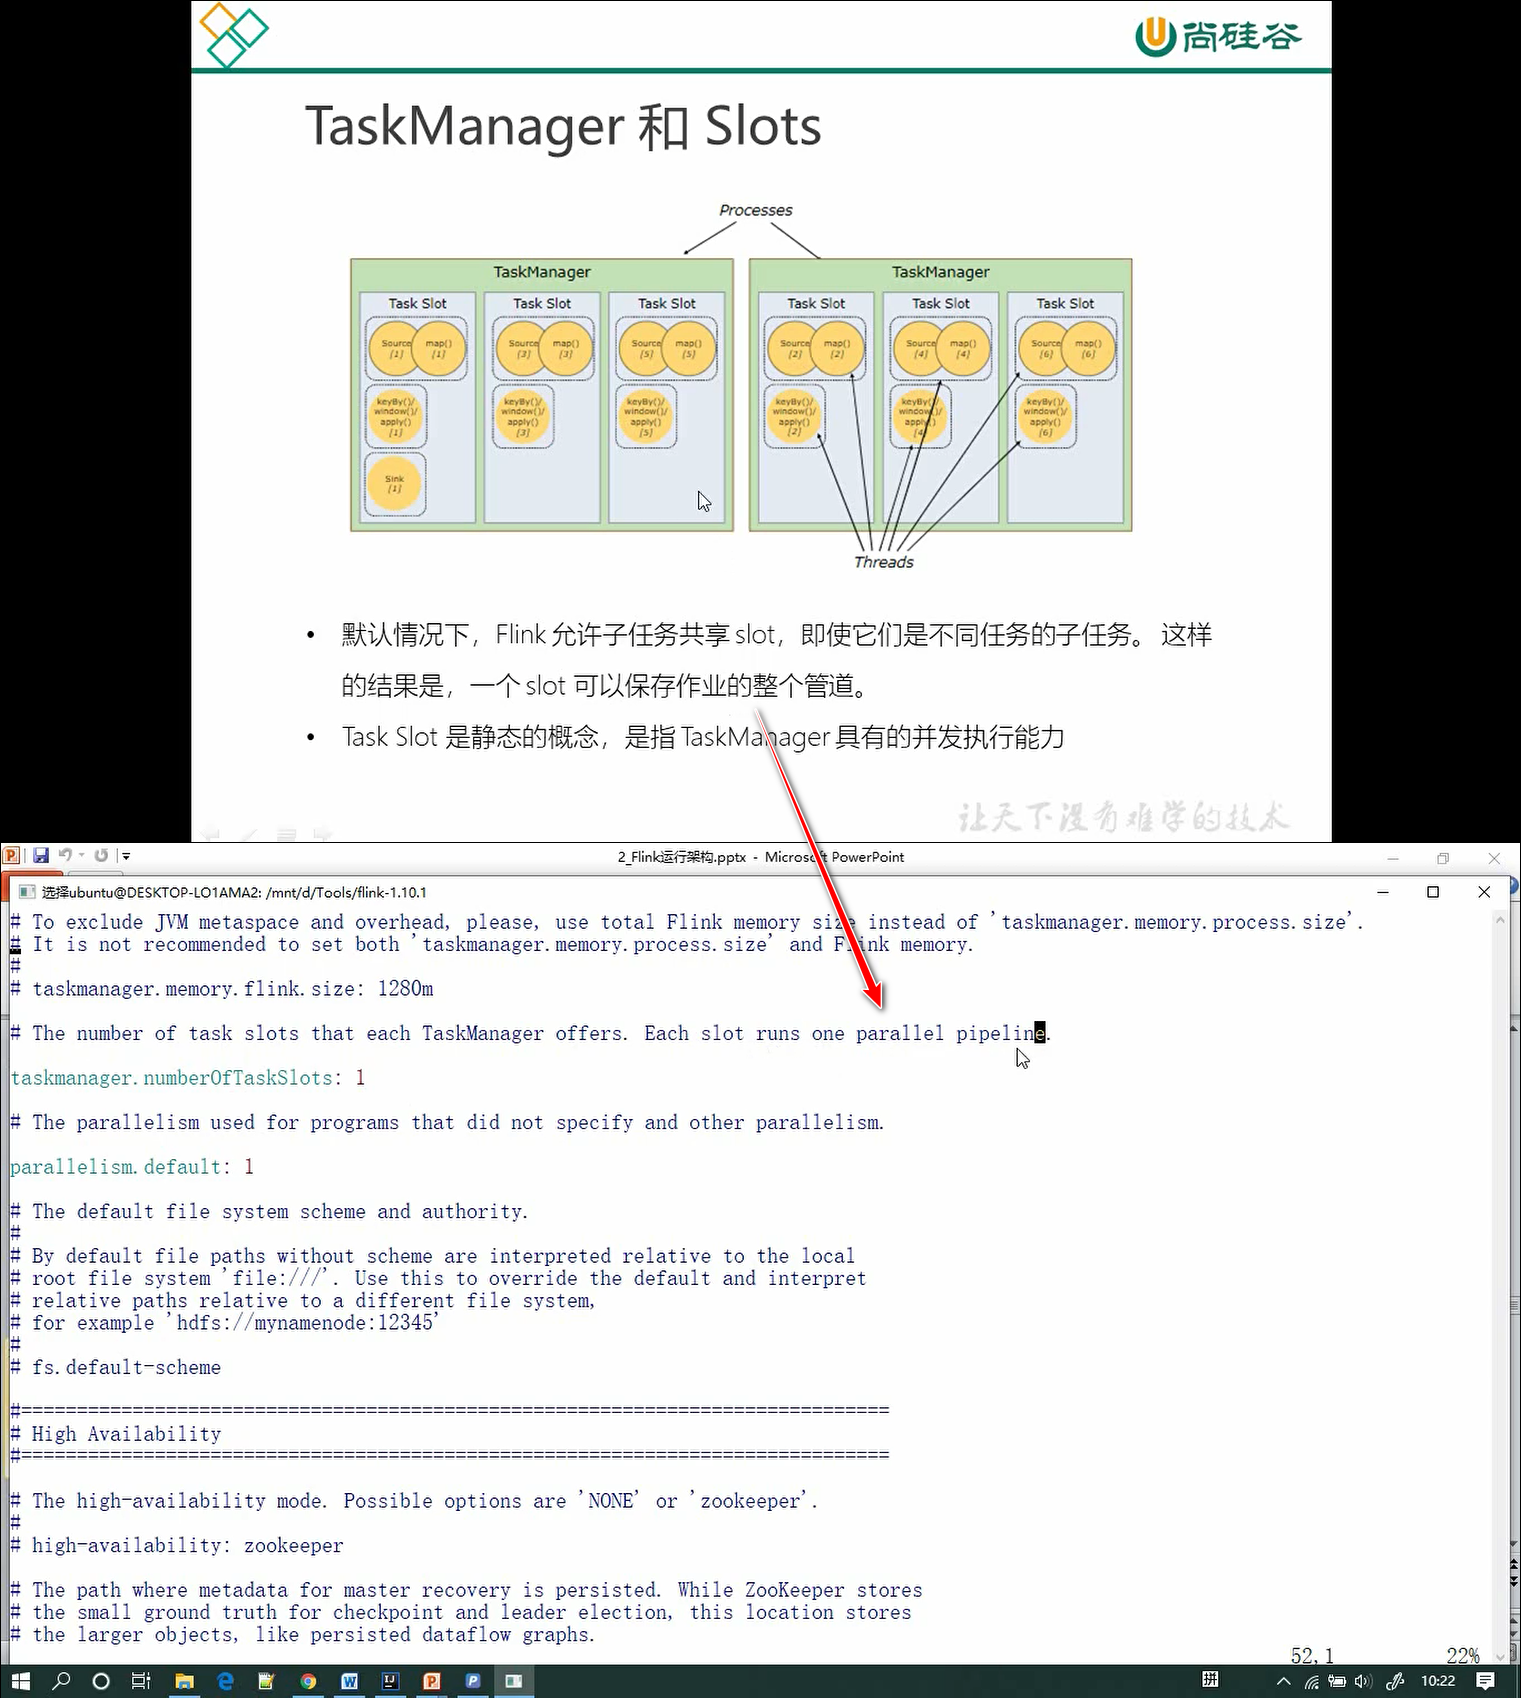 尚硅谷
TaskManager 和 Slots
Processes
TaskManager
Task Slot
Source
[1]
map()
[1]
keyBy()/
window()/
apply()
[1]
Sink
[1]
Task Slot
Source
[3]
map()
[3]
keyBy()/
window()/
apply()
[3]
Task Slot
Source
[5]
map()
[5]
keyBy()/
window()/
apply()
[5]
TaskManager
Task Slot
Source
[2]
map()
[2]
keyBy()/
window()/
apply()
[2]
Task Slot
Source
[4]
map()
[4]
keyBy()/
window()/
apply()
[4]
Task Slot
Source
[6]
map()
[6]
keyBy()/
window()/
apply()
[6]
Threads
• 默认情况下，Flink 允许子任务共享 slot，即使它们是不同任务的子任务。 这样
的结果是，一个 slot 可以保存作业的整个管道。
• Task Slot 是静态的概念，是指 TaskManager 具有的并发执行能力
让天下没有难学的技术
2_Flink运行架构.pptx - Microsoft PowerPoint
选择ubuntu@DESKTOP-LO1AMA2: /mnt/d/Tools/flink-1.10.1
# To exclude JVM metaspace and overhead, please, use total Flink memory size instead of 'taskmanager.memory.process.size'.
# It is not recommended to set both 'taskmanager.memory.process.size' and Flink memory.
#
# taskmanager.memory.flink.size: 1280m
# The number of task slots that each TaskManager offers. Each slot runs one parallel pipeline.
taskmanager.numberOfTaskSlots: 1
# The parallelism used for programs that did not specify and other parallelism.
parallelism.default: 1
# The default file system scheme and authority.
#
# By default file paths without scheme are interpreted relative to the local
# root file system 'file:///'. Use this to override the default and interpret
# relative paths relative to a different file system,
# for example 'hdfs://mynamenode:12345'
#
# fs.default-scheme
#==============================================================================
# High Availability
#==============================================================================
# The high-availability mode. Possible options are 'NONE' or 'zookeeper'.
#
# high-availability: zookeeper
# The path where metadata for master recovery is persisted. While ZooKeeper stores
# the small ground truth for checkpoint and leader election, this location stores
# the larger objects, like persisted dataflow graphs.
52,1 22%
拼
10:22